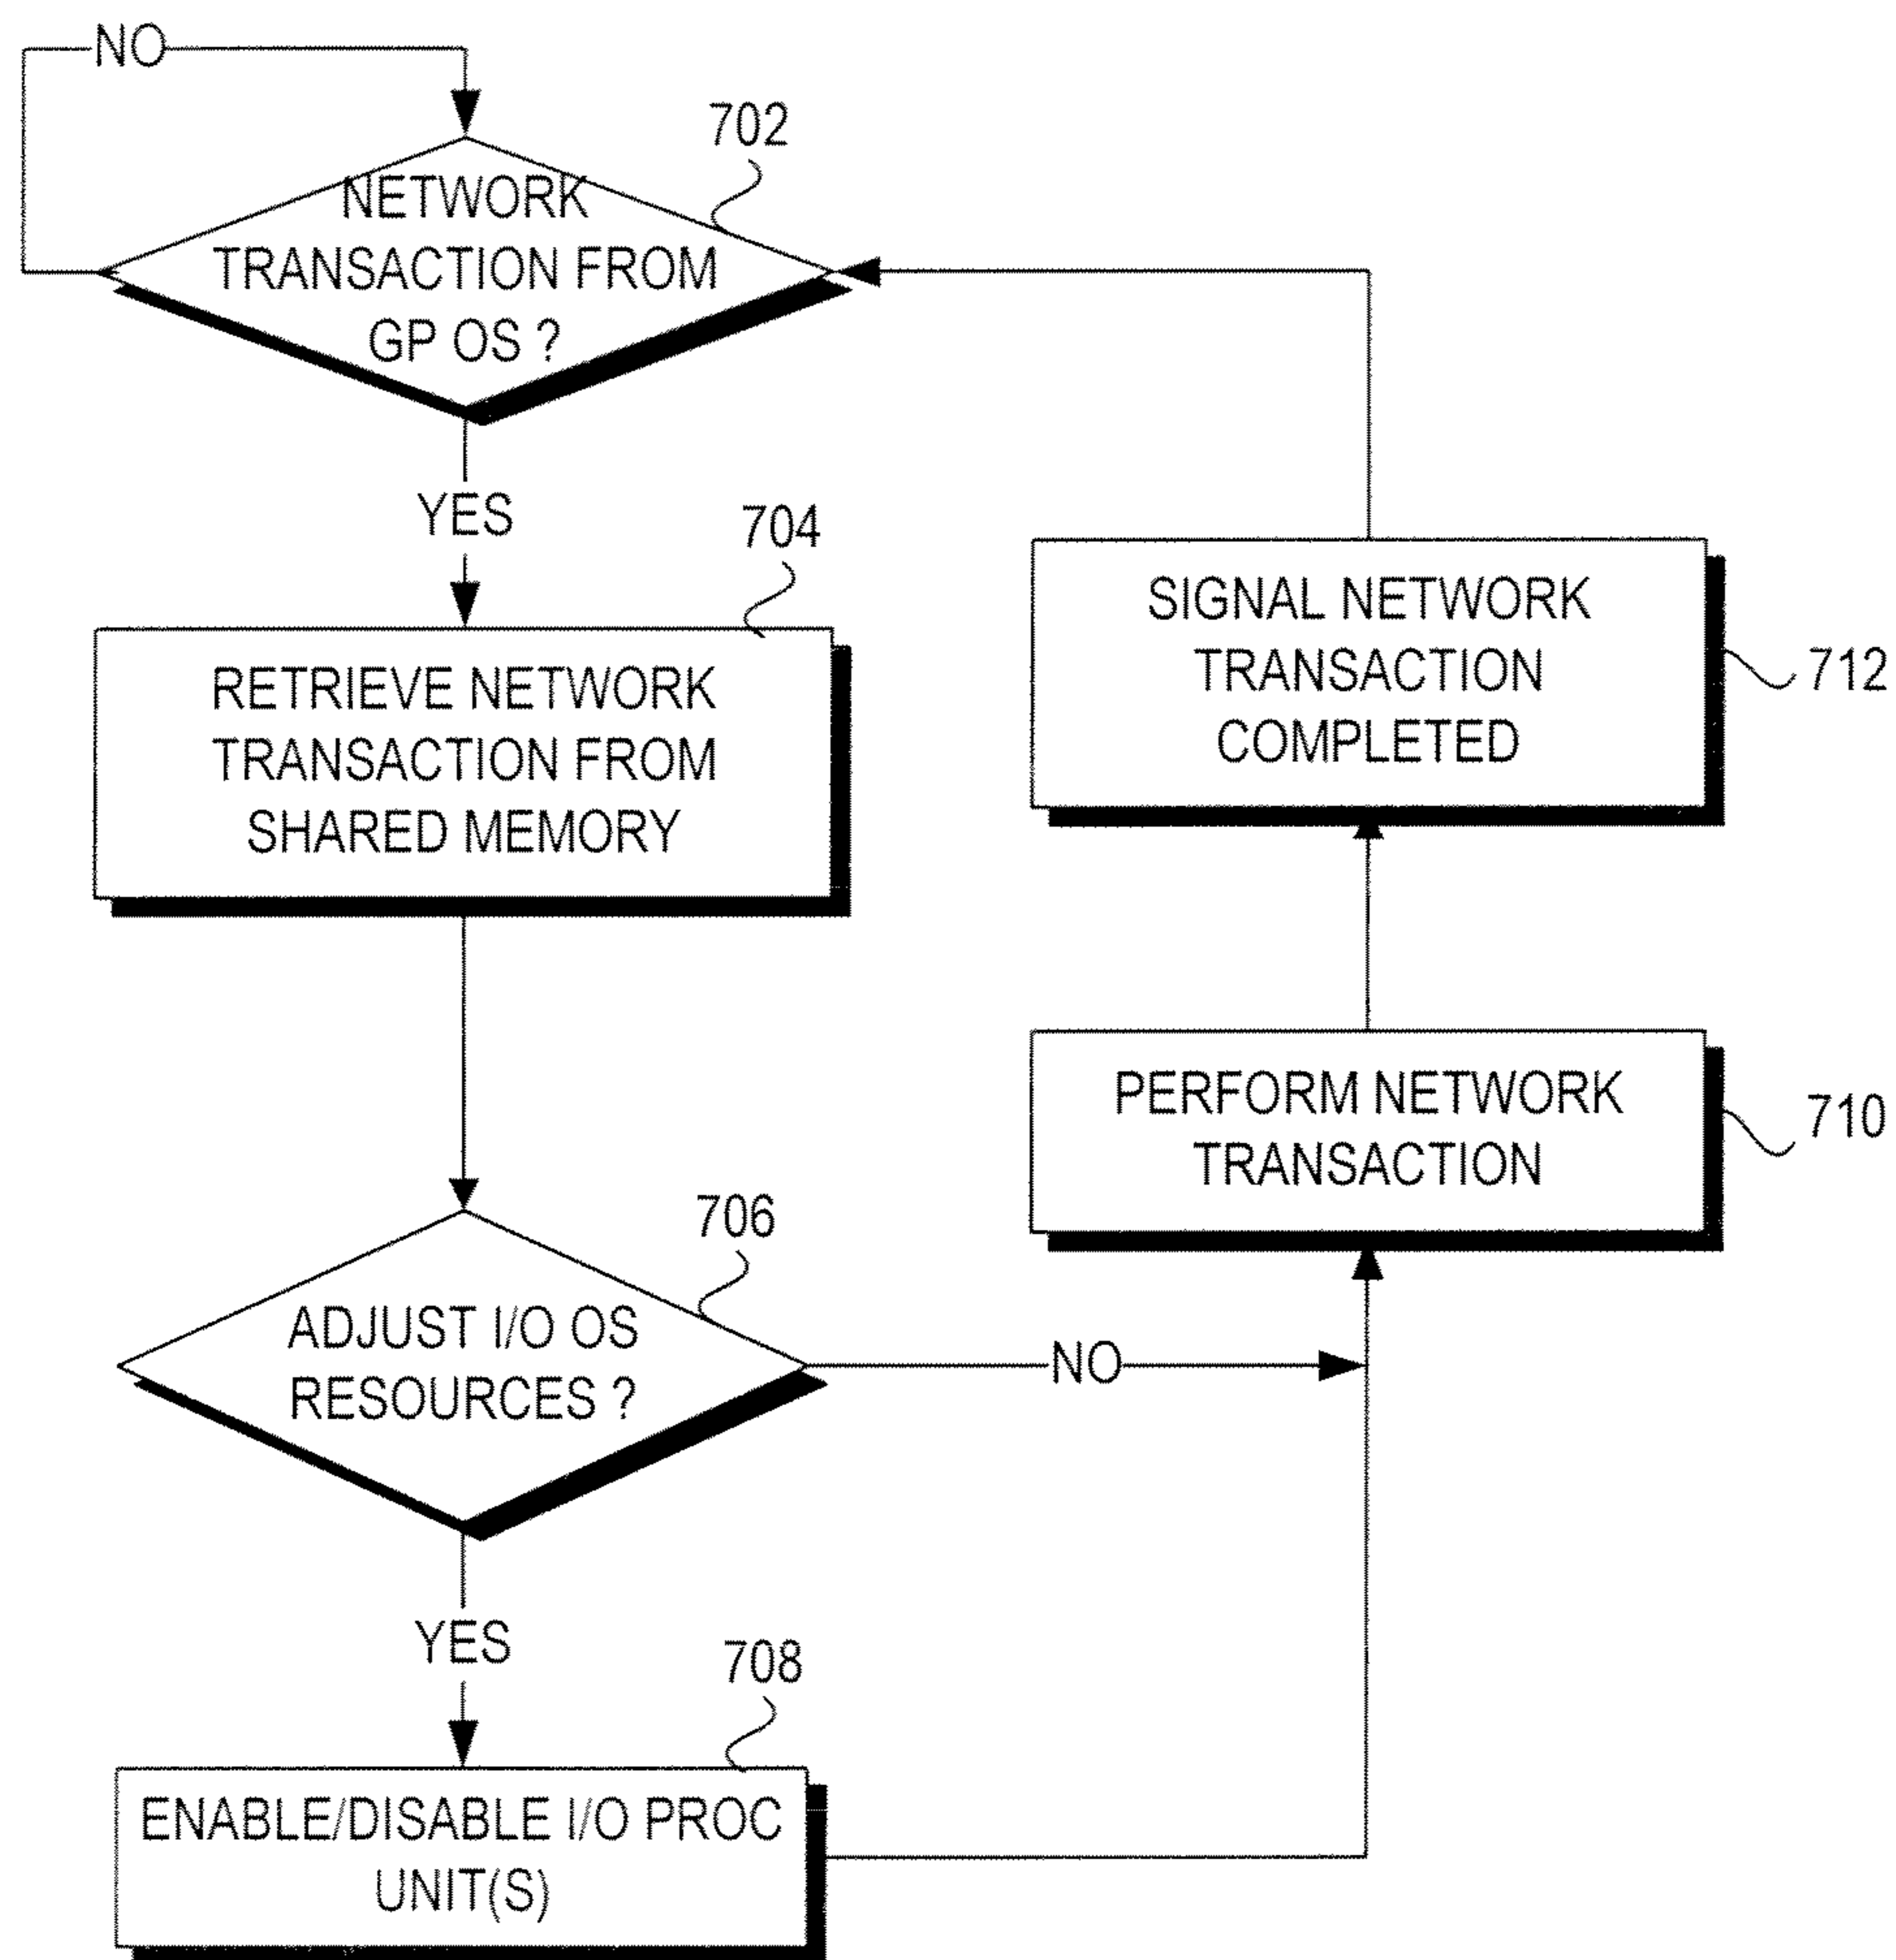 NO
702
NETWORK
TRANSACTION FROM
GP OS ?
YES
704
RETRIEVE NETWORK
TRANSACTION FROM
SHARED MEMORY
706
ADJUST I/O OS
RESOURCES ?
NO
YES
708
ENABLE/DISABLE I/O PROC
UNIT(S)
PERFORM NETWORK
TRANSACTION
710
SIGNAL NETWORK
TRANSACTION
COMPLETED
712